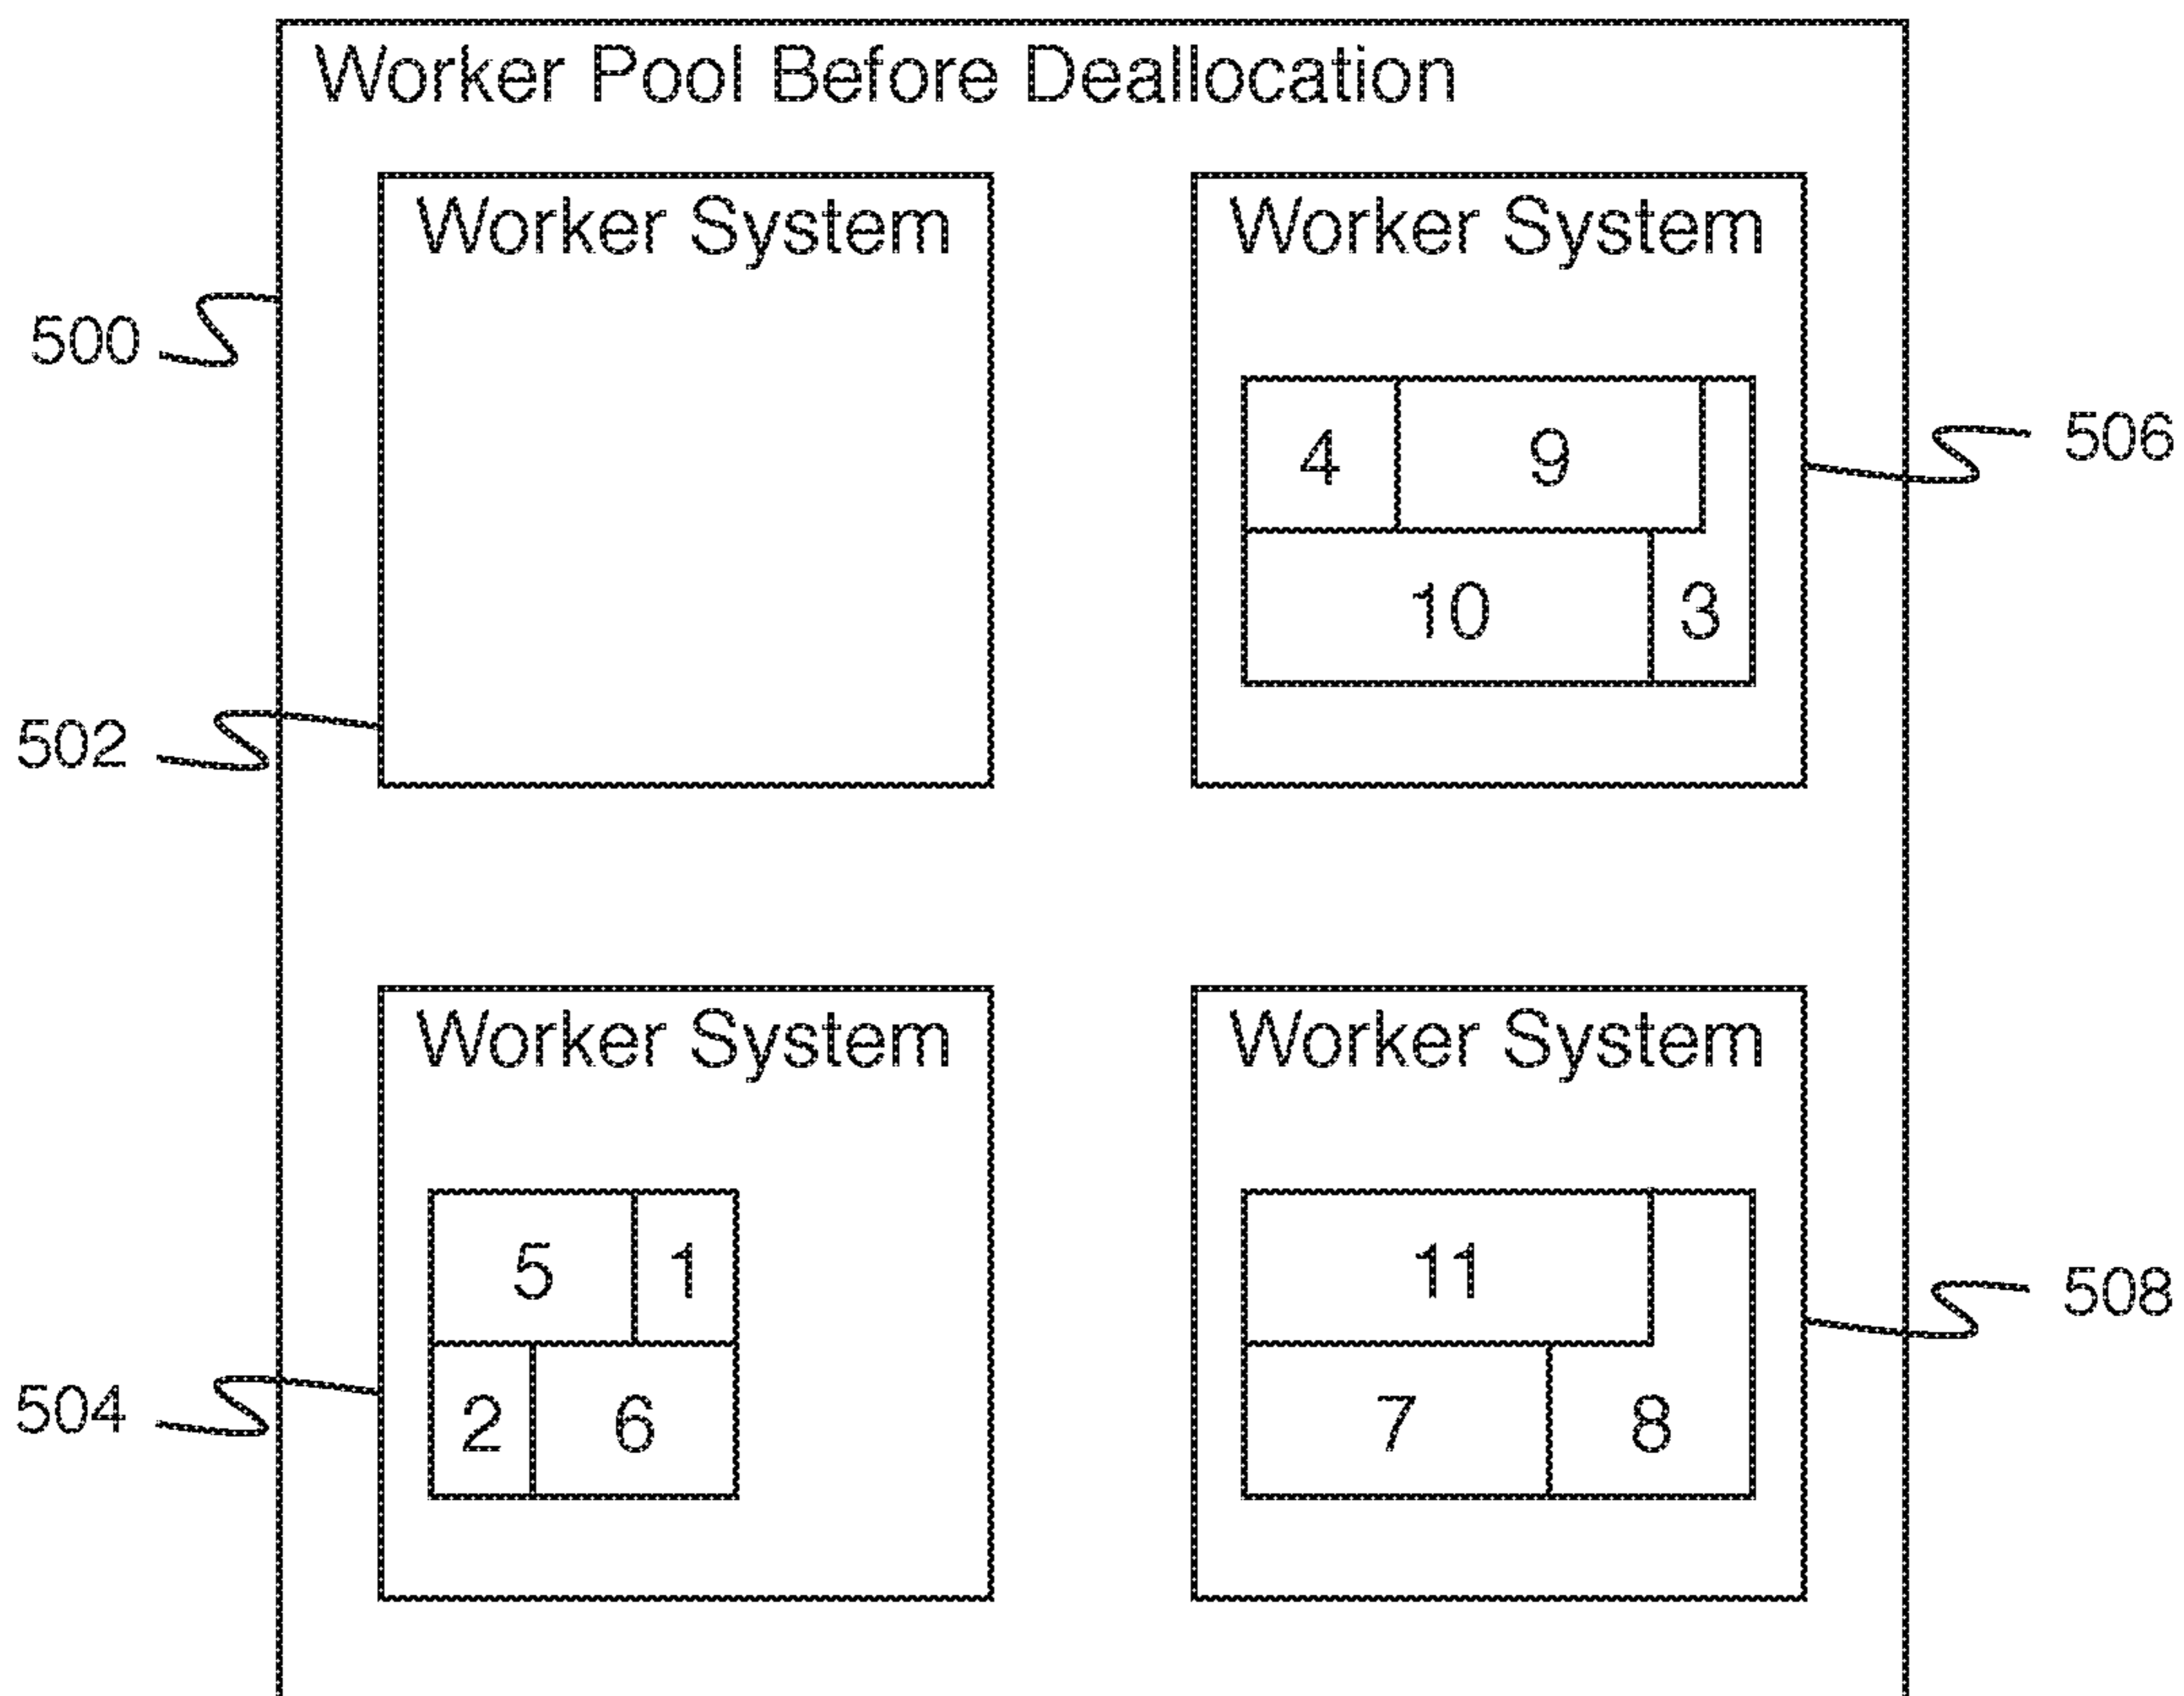 Worker Pool Before Deallocation
Worker System
Worker System
500
4 9
506
10 3
502
Worker System
Worker System
5 1
11
508
504
2 6
7 8